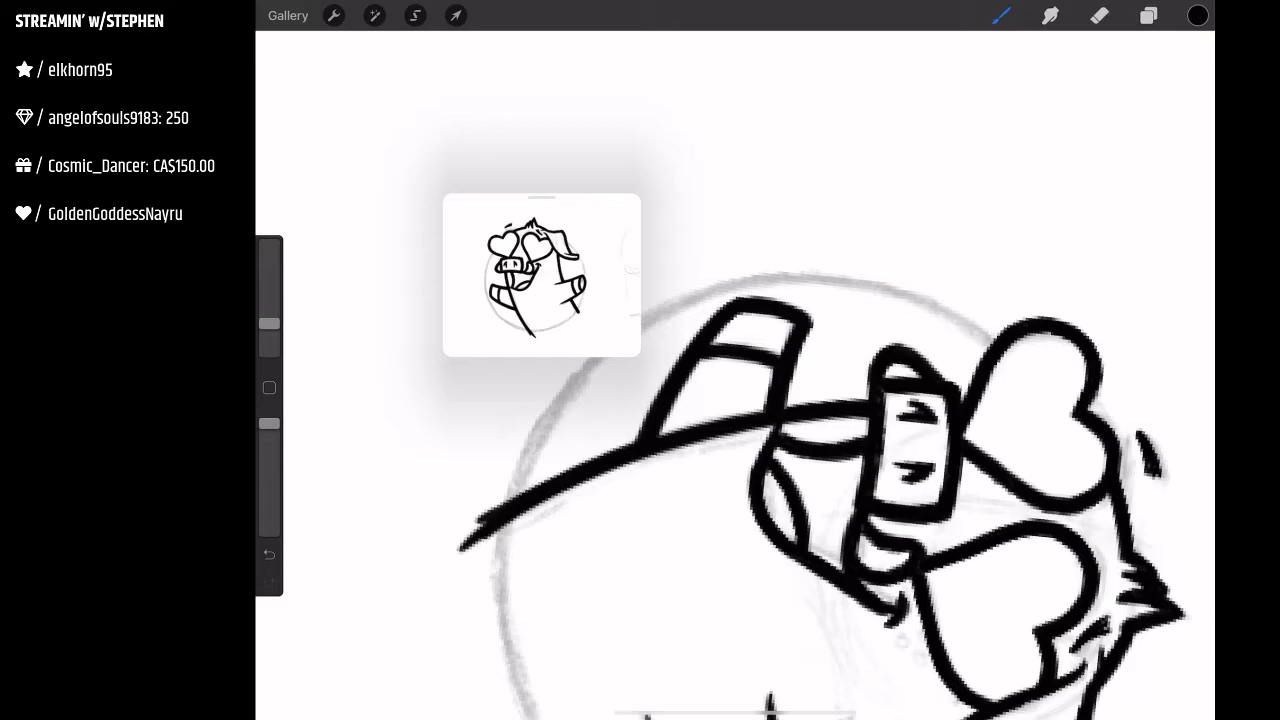 STREAMIN' w/STEPHEN
Gallery
/ elkhorn95
/ angelofsouls9183: 250
/ Cosmic_Dancer: CA$150.00
/ GoldenGoddessNayru